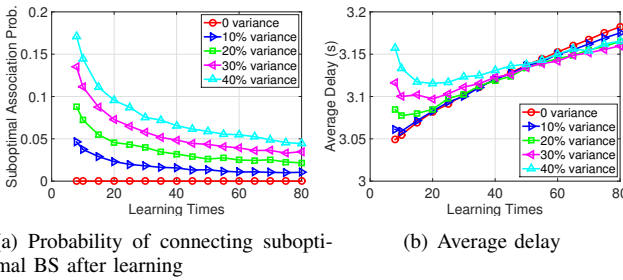 0.2
0.15
0.1
0.05
0
0 20 40 60 80
Learning Times
Suboptimal Association Prob.
0 variance
10% variance
20% variance
30% variance
40% variance
3.2
3.15
3.1
3.05
3
0 20 40 60 80
Learning Times
Average Delay (s)
0 variance
10% variance
20% variance
30% variance
40% variance
a) Probability of connecting subopti-
mal BS after learning
(b) Average delay